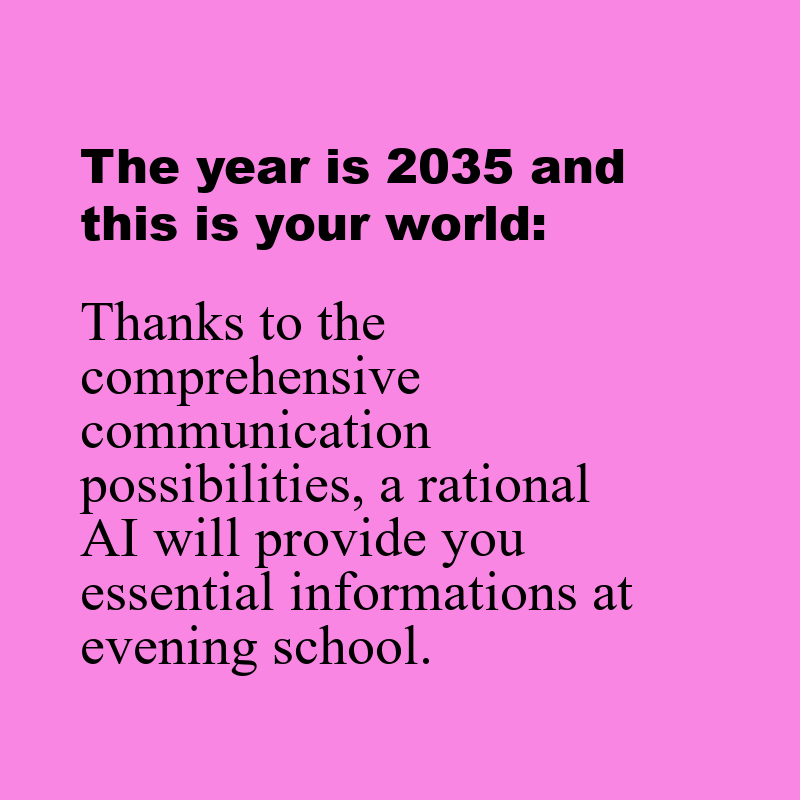 The year is 2035 and
this is your world:
Thanks to the
comprehensive
communication
possibilities, a rational
AI will provide you
essential informations at
evening school.